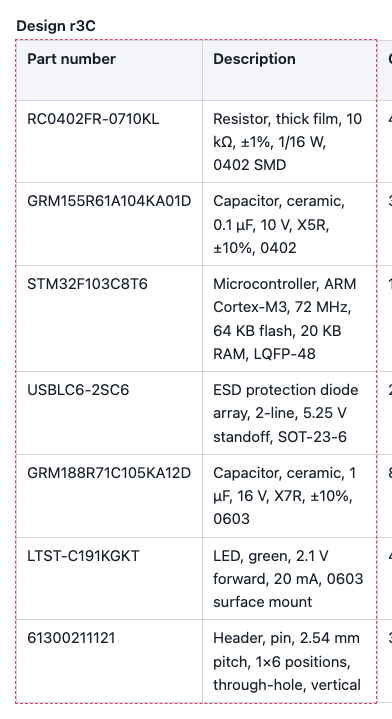 Design r3C
Part number Description
RC0402FR-0710KL Resistor, thick film, 10
kΩ, ±1%, 1/16 W,
0402 SMD
GRM155R61A104KA01D Capacitor, ceramic,
0.1 µF, 10 V, X5R,
±10%, 0402
STM32F103C8T6 Microcontroller, ARM
Cortex-M3, 72 MHz,
64 KB flash, 20 KB
RAM, LQFP-48
USBLC6-2SC6 ESD protection diode
array, 2-line, 5.25 V
standoff, SOT-23-6
GRM188R71C105KA12D Capacitor, ceramic, 1
µF, 16 V, X7R, ±10%,
0603
LTST-C191KGKT LED, green, 2.1 V
forward, 20 mA, 0603
surface mount
61300211121 Header, pin, 2.54 mm
pitch, 1×6 positions,
through-hole, vertical